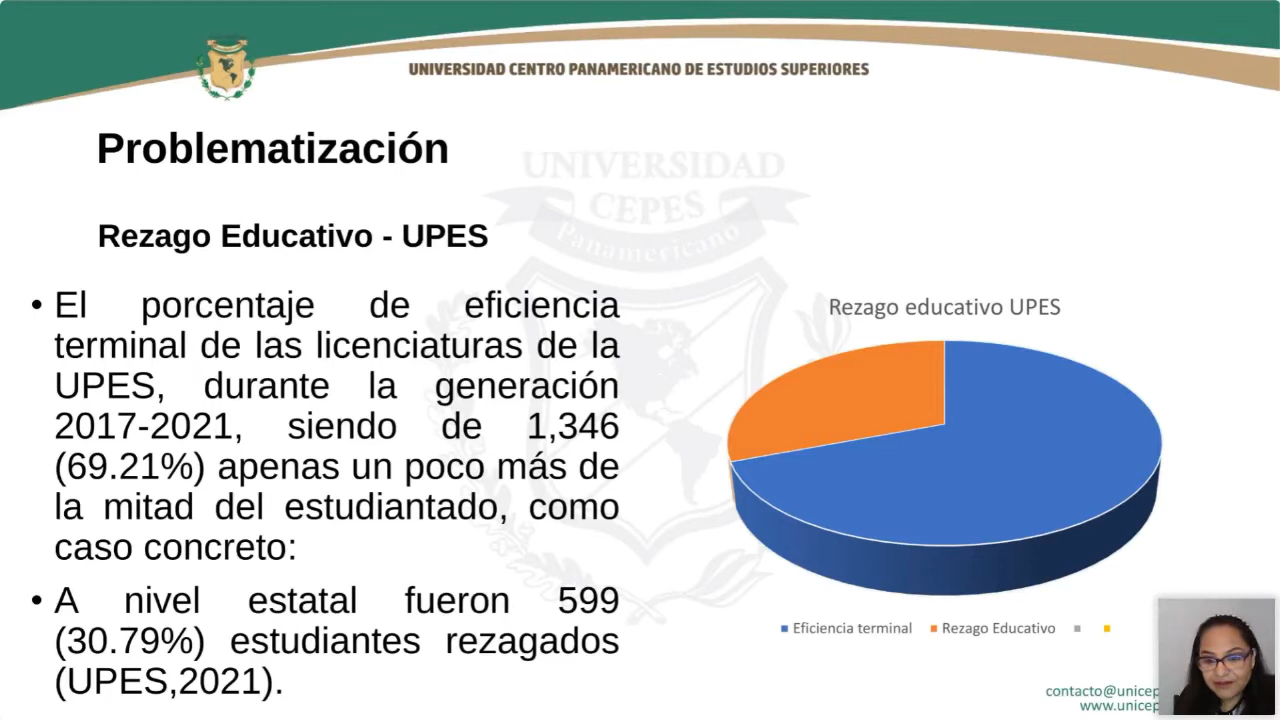 UNIVERSIDAD CENTRO PANAMERICANO DE ESTUDIOS SUPERIORES
Problematización
UNIVERSIDAD
CEPES
Panamericano
Rezago Educativo - UPES
• El porcentaje de eficiencia
terminal de las licenciaturas de la
UPES, durante la generación
2017-2021, siendo de 1,346
(69.21%) apenas un poco más de
la mitad del estudiantado, como
caso concreto:
• A nivel estatal fueron 599
(30.79%) estudiantes rezagados
(UPES,2021).
Rezago educativo UPES
Eficiencia terminal Rezago Educativo
contacto@unicep
www.unicep